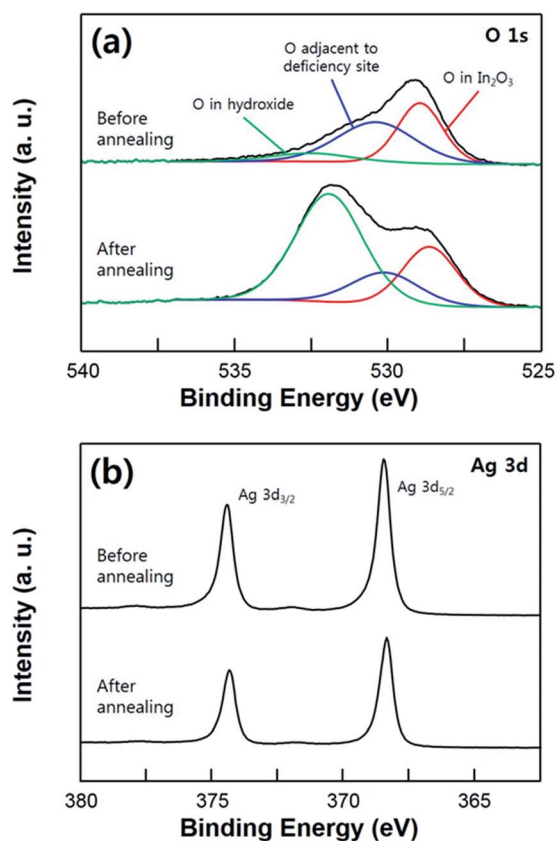 (a)
O 1s
O adjacent to
deficiency site
O in In₂O₃
O in hydroxide
Before
annealing
After
annealing
Intensity (a. u.)
540 535 530 525
Binding Energy (eV)
(b)
Ag 3d
Ag 3d₃/₂
Ag 3d₅/₂
Before
annealing
After
annealing
Intensity (a. u.)
380 375 370 365
Binding Energy (eV)